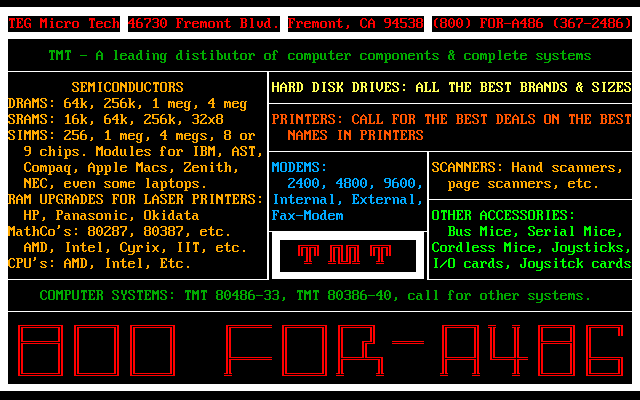 TEG Micro Tech 46730 Fremont Blvd. Fremont, CA 94538 (800) FOR-A486 (367-2486)
TMT - A leading distibutor of computer components & complete systems
SEMICONDUCTORS
DRAMS: 64k, 256k, 1 meg, 4 meg
SRAMS: 16k, 64k, 256k, 32x8
SIMMS: 256, 1 meg, 4 megs, 8 or
9 chips. Modules for IBM, AST,
Compaq, Apple Macs, Zenith,
NEC, even some laptops.
RAM UPGRADES FOR LASER PRINTERS:
HP, Panasonic, Okidata
MathCo's: 80287, 80387, etc.
AMD, Intel, Cyrix, IIT, etc.
CPU's: AMD, Intel, Etc.
HARD DISK DRIVES: ALL THE BEST BRANDS & SIZES
PRINTERS: CALL FOR THE BEST DEALS ON THE BEST
NAMES IN PRINTERS
MODEMS:
2400, 4800, 9600,
Internal, External,
Fax-Modem
SCANNERS: Hand scanners,
page scanners, etc.
TMT
OTHER ACCESSORIES:
Bus Mice, Serial Mice,
Cordless Mice, Joysticks,
I/O cards, Joysitck cards
COMPUTER SYSTEMS: TMT 80486-33, TMT 80386-40, call for other systems.
800 FOR-A486